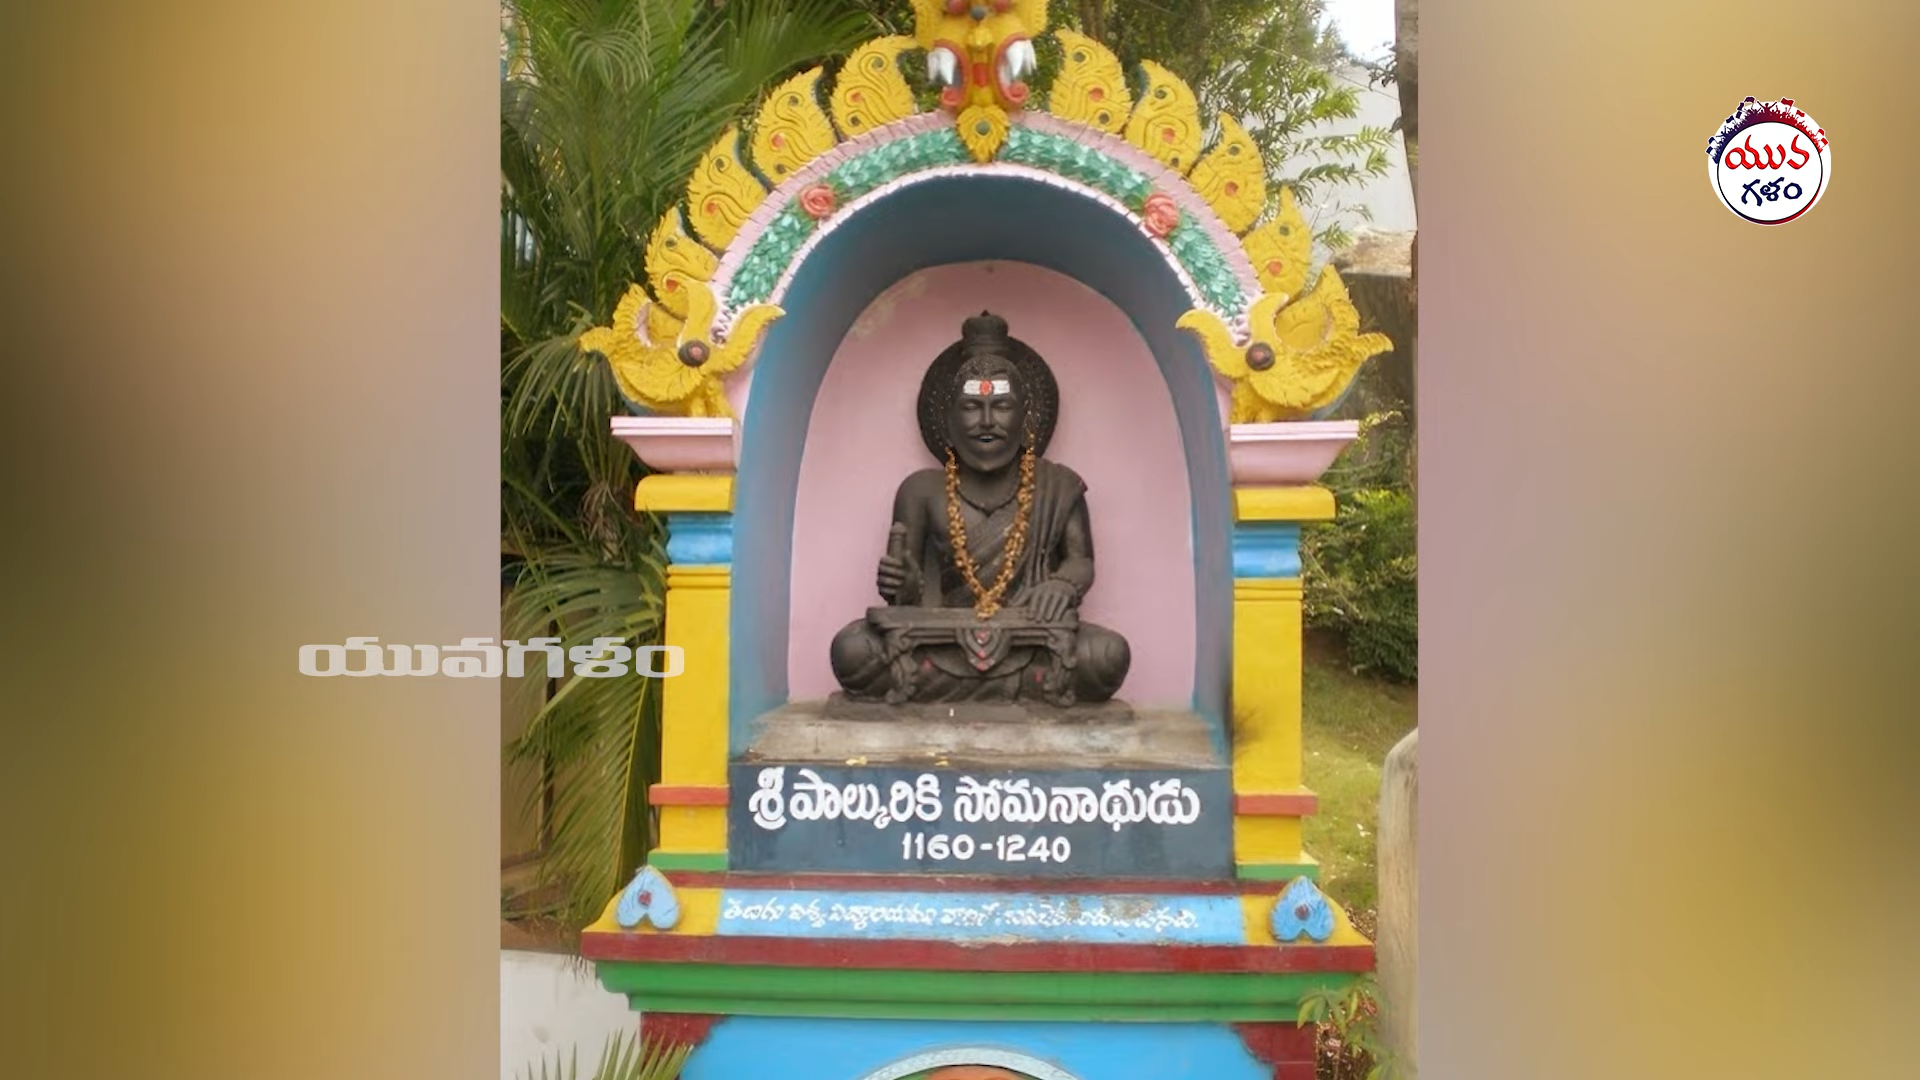 యువ
గళం
యువగళం
శ్రీ పాల్కురికి సోమనాథుడు
1160-1240